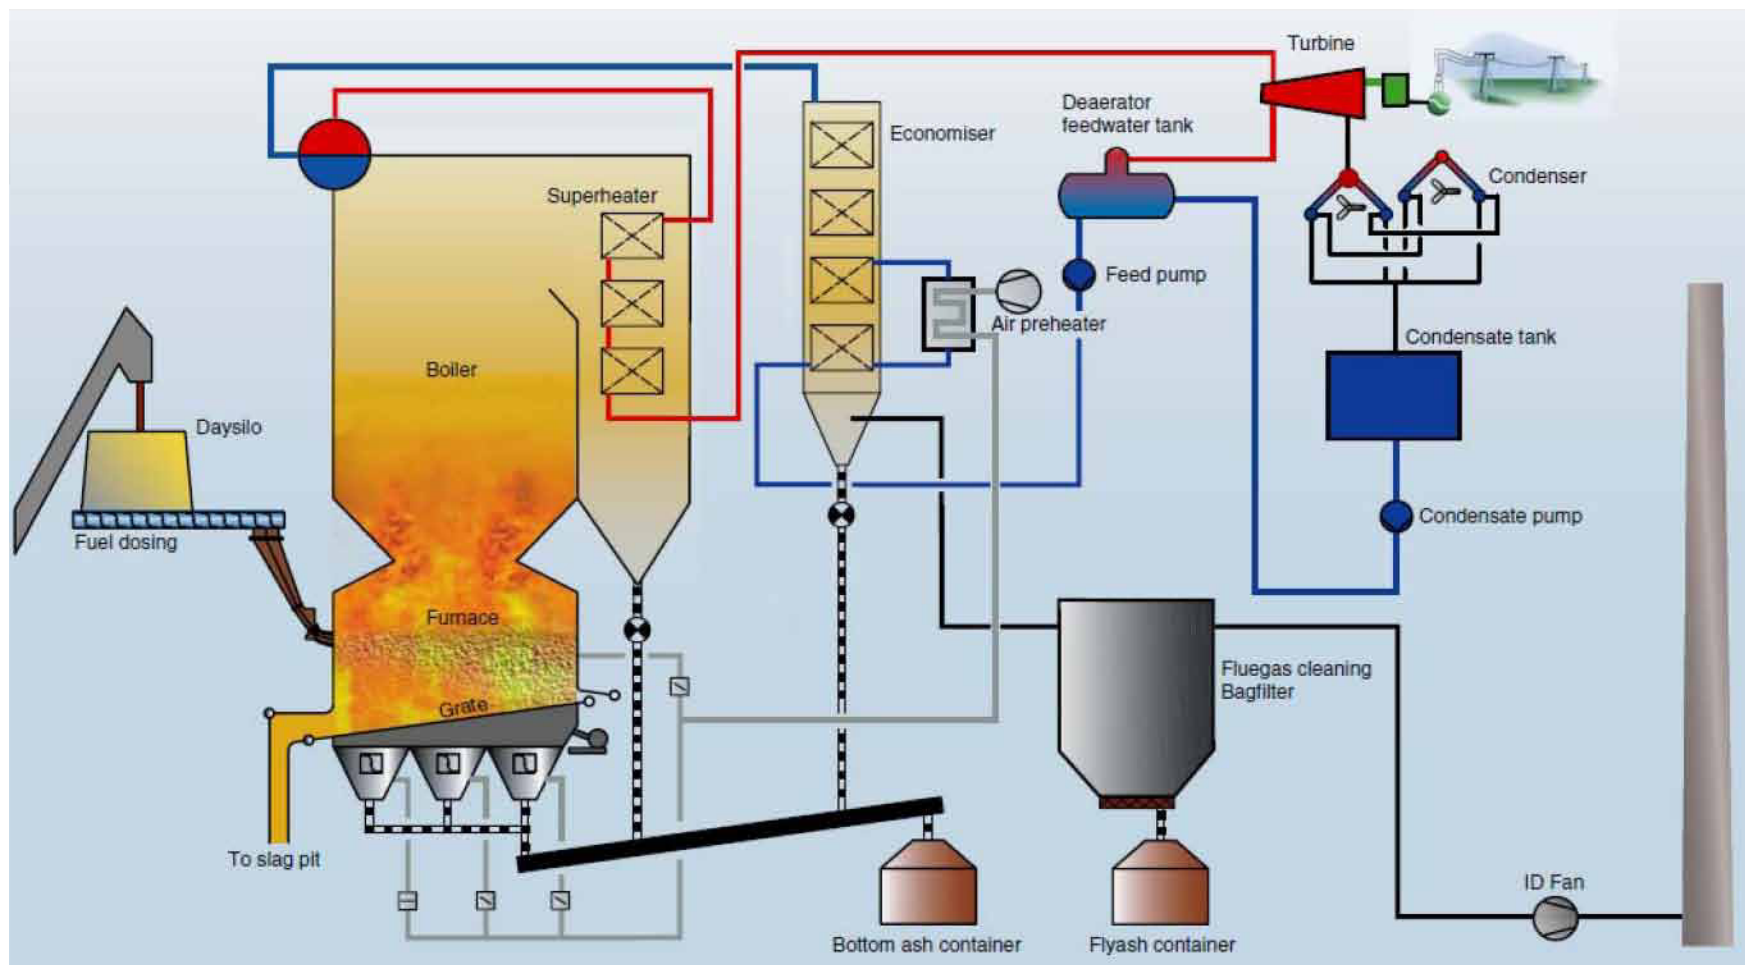 Turbine
Deaerator
feedwater tank
Economiser
Condenser
Superheater
Feed pump
Air preheater
Condensate tank
Boiler
Daysilo
Condensate pump
Fuel dosing
Furnace
Fluegas cleaning
Bagfilter
Grate
To slag pit
ID Fan
Bottom ash container
Flyash container